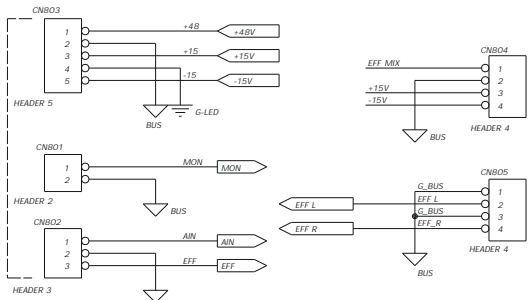 CN803
1 +48 +48V
2
3 +15 +15V
4
5 -15 -15V
HEADER 5
G-LED
BUS
CN801
1 MON MON
2
HEADER 2
BUS
CN802
1 AIN AIN
2
3 EFF EFF
HEADER 3
CN804
EFF MIX 1
2
+15V 3
-15V 4
HEADER 4
BUS
CN805
G_BUS 1
EFF L EFF L 2
G_BUS 3
EFF R EFF_R 4
HEADER 4
BUS